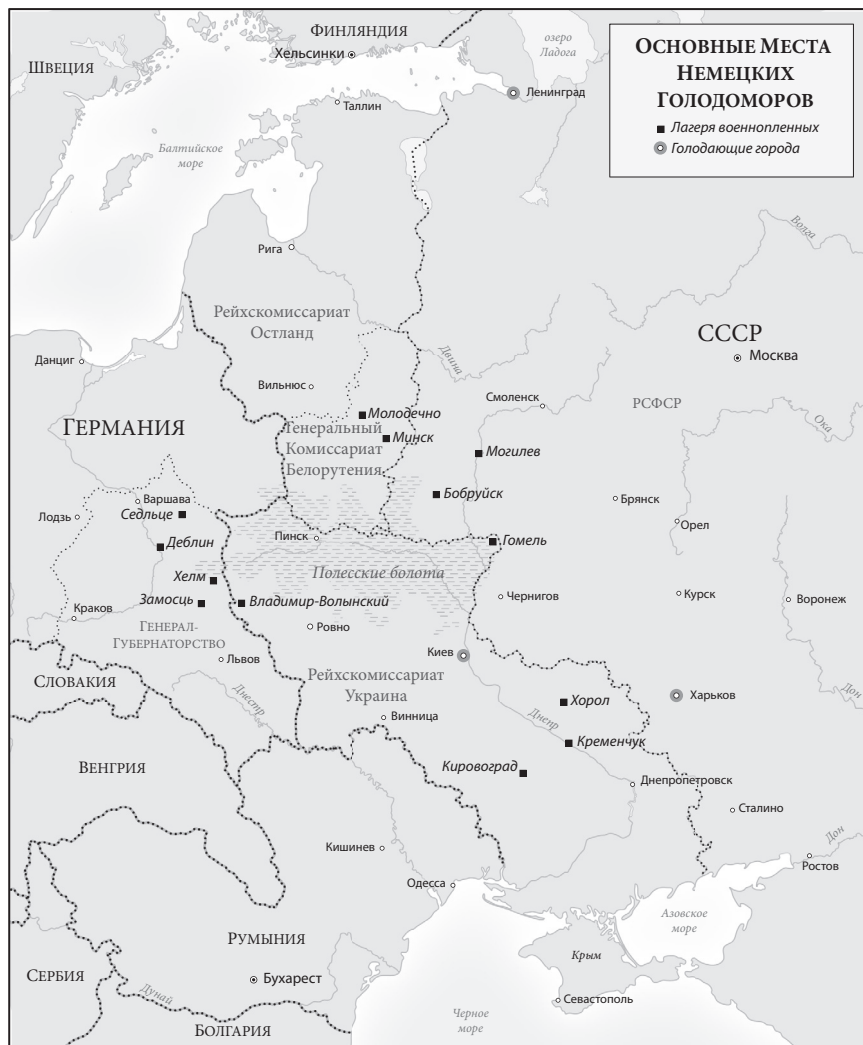 ФИНЛЯНДИЯ
Хельсинки
озеро
Ладога
ОСНОВНЫЕ МЕСТА
НЕМЕЦКИХ
ГОЛОДОМОРОВ
Лагеря военнопленных
Голодающие города
ШВЕЦИЯ
Таллин
Ленинград
Балтийское
море
Волга
Рига
Рейхскомиссариат
Остланд
СССР
Москва
Данциг
Двина
Вильнюс
Смоленск
РСФСР
Ока
Молодечно
ГЕРМАНИЯ
Генеральный
Комиссариат
Белорутения
Минск
Могилев
Бобруйск
Брянск
Варшава
Седльце
Лодзь
Орел
Пинск
Гомель
Деблин
Полесские болота
Хелм
Замосць
Владимир-Волынский
Чернигов
Курск
Воронеж
Краков
ГЕНЕРАЛ-
ГУБЕРНАТОРСТВО
Ровно
Киев
Львов
СЛОВАКИЯ
Рейхскомиссариат
Украина
Днестр
Хорол
Харьков
Дон
Винница
Днепр
Кременчук
ВЕНГРИЯ
Кировоград
Днепропетровск
Сталино
Кишинев
Дон
Ростов
Одесса
Азовское
море
РУМЫНИЯ
Крым
СЕРБИЯ
Бухарест
Дунай
Севастополь
БОЛГАРИЯ
Черное
море